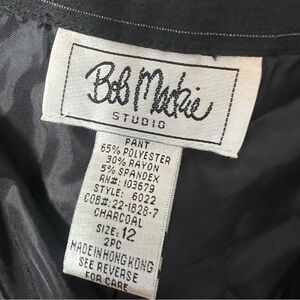 Bob Mackie
STUDIO
PANT
65% POLYESTER
30% RAYON
5% SPANDEX
RN#: 103679
STYLE: 6022
COB#: 22-1828-7
CHARCOAL
SIZE: 12
2PC
MADE IN HONG KONG
SEE REVERSE
FOR CARE